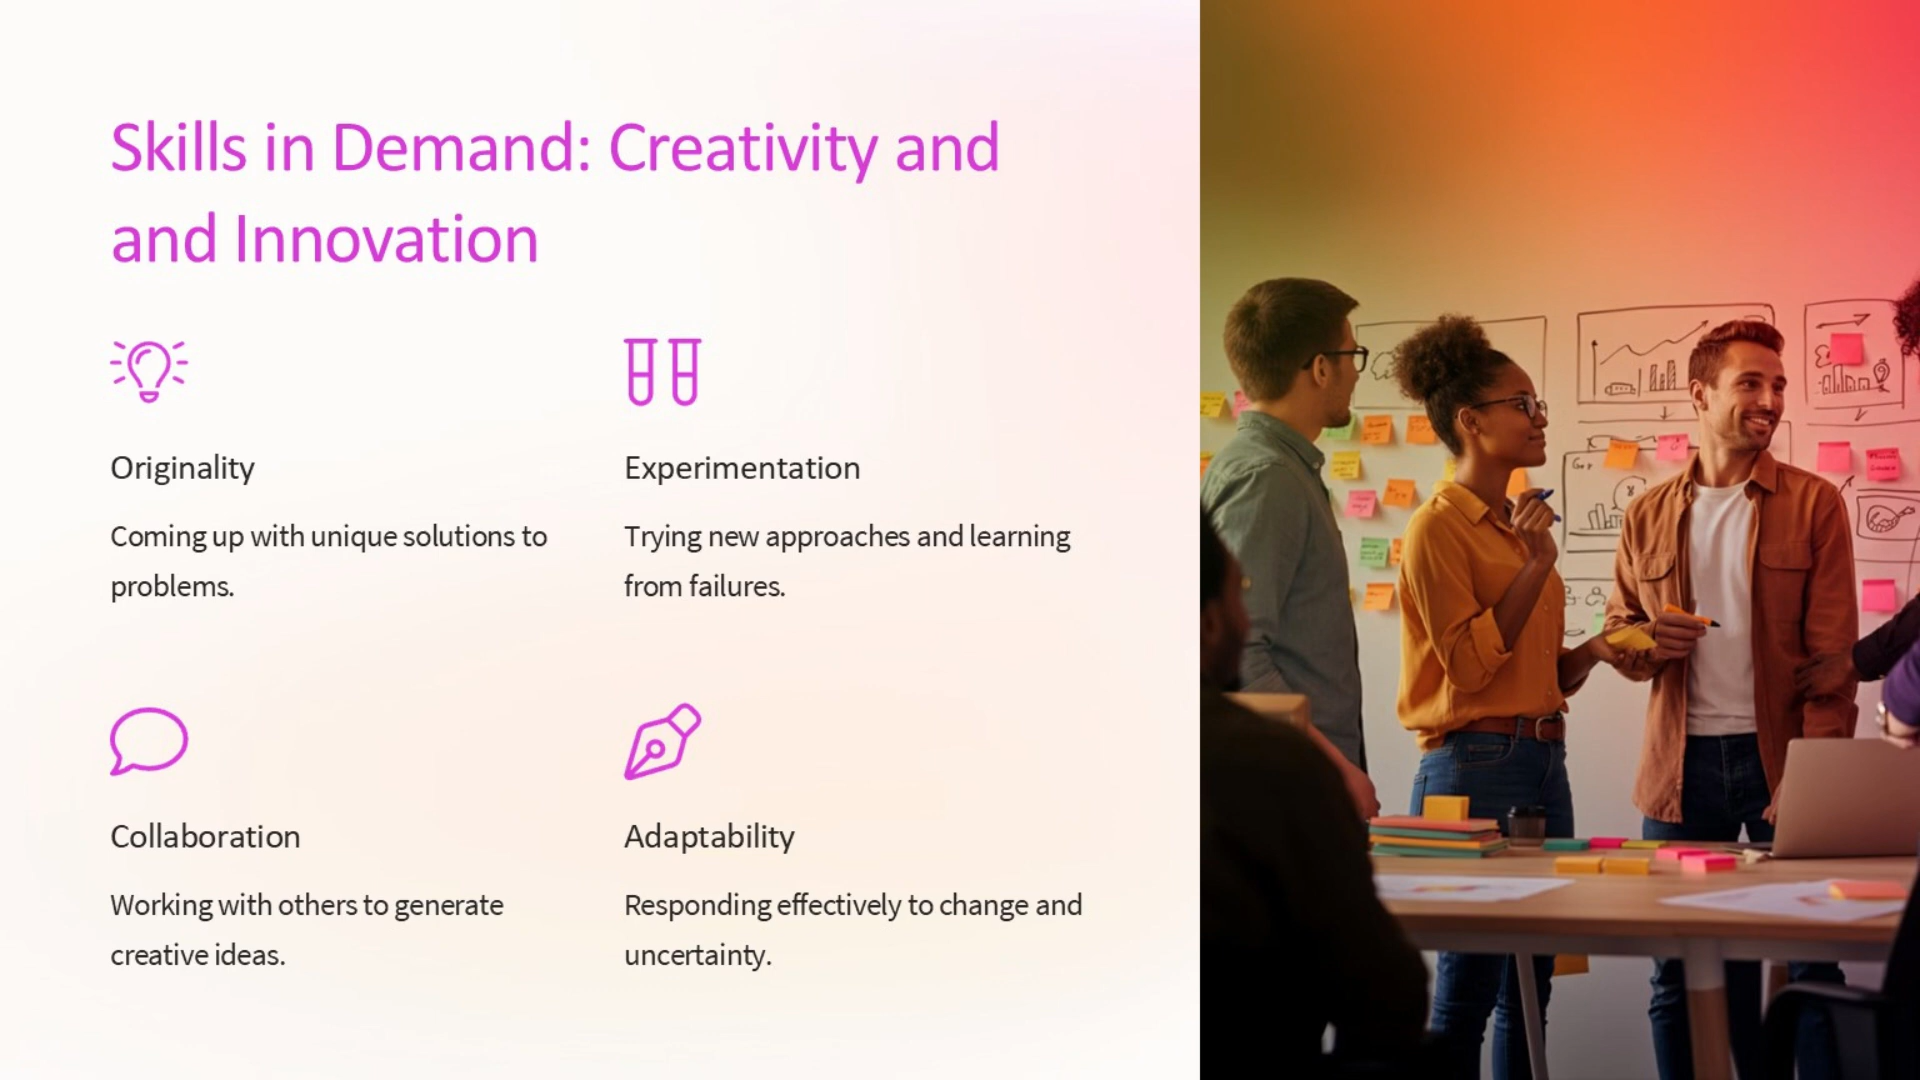 Skills in Demand: Creativity and
and Innovation
Originality
Coming up with unique solutions to
problems.
Experimentation
Trying new approaches and learning
from failures.
Collaboration
Working with others to generate
creative ideas.
Adaptability
Responding effectively to change and
uncertainty.